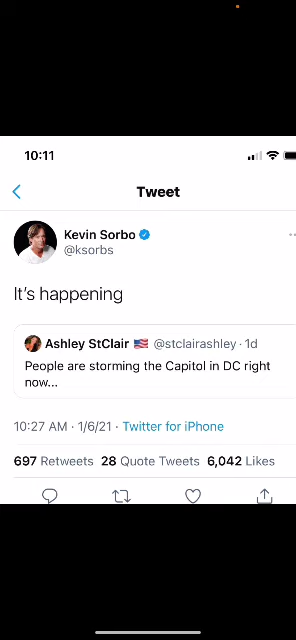 10:11
Tweet
Kevin Sorbo
@ksorbs
It's happening
Ashley StClair 🇺🇸 @stclairashley · 1d
People are storming the Capitol in DC right
now...
10:27 AM · 1/6/21 · Twitter for iPhone
697 Retweets 28 Quote Tweets 6,042 Likes